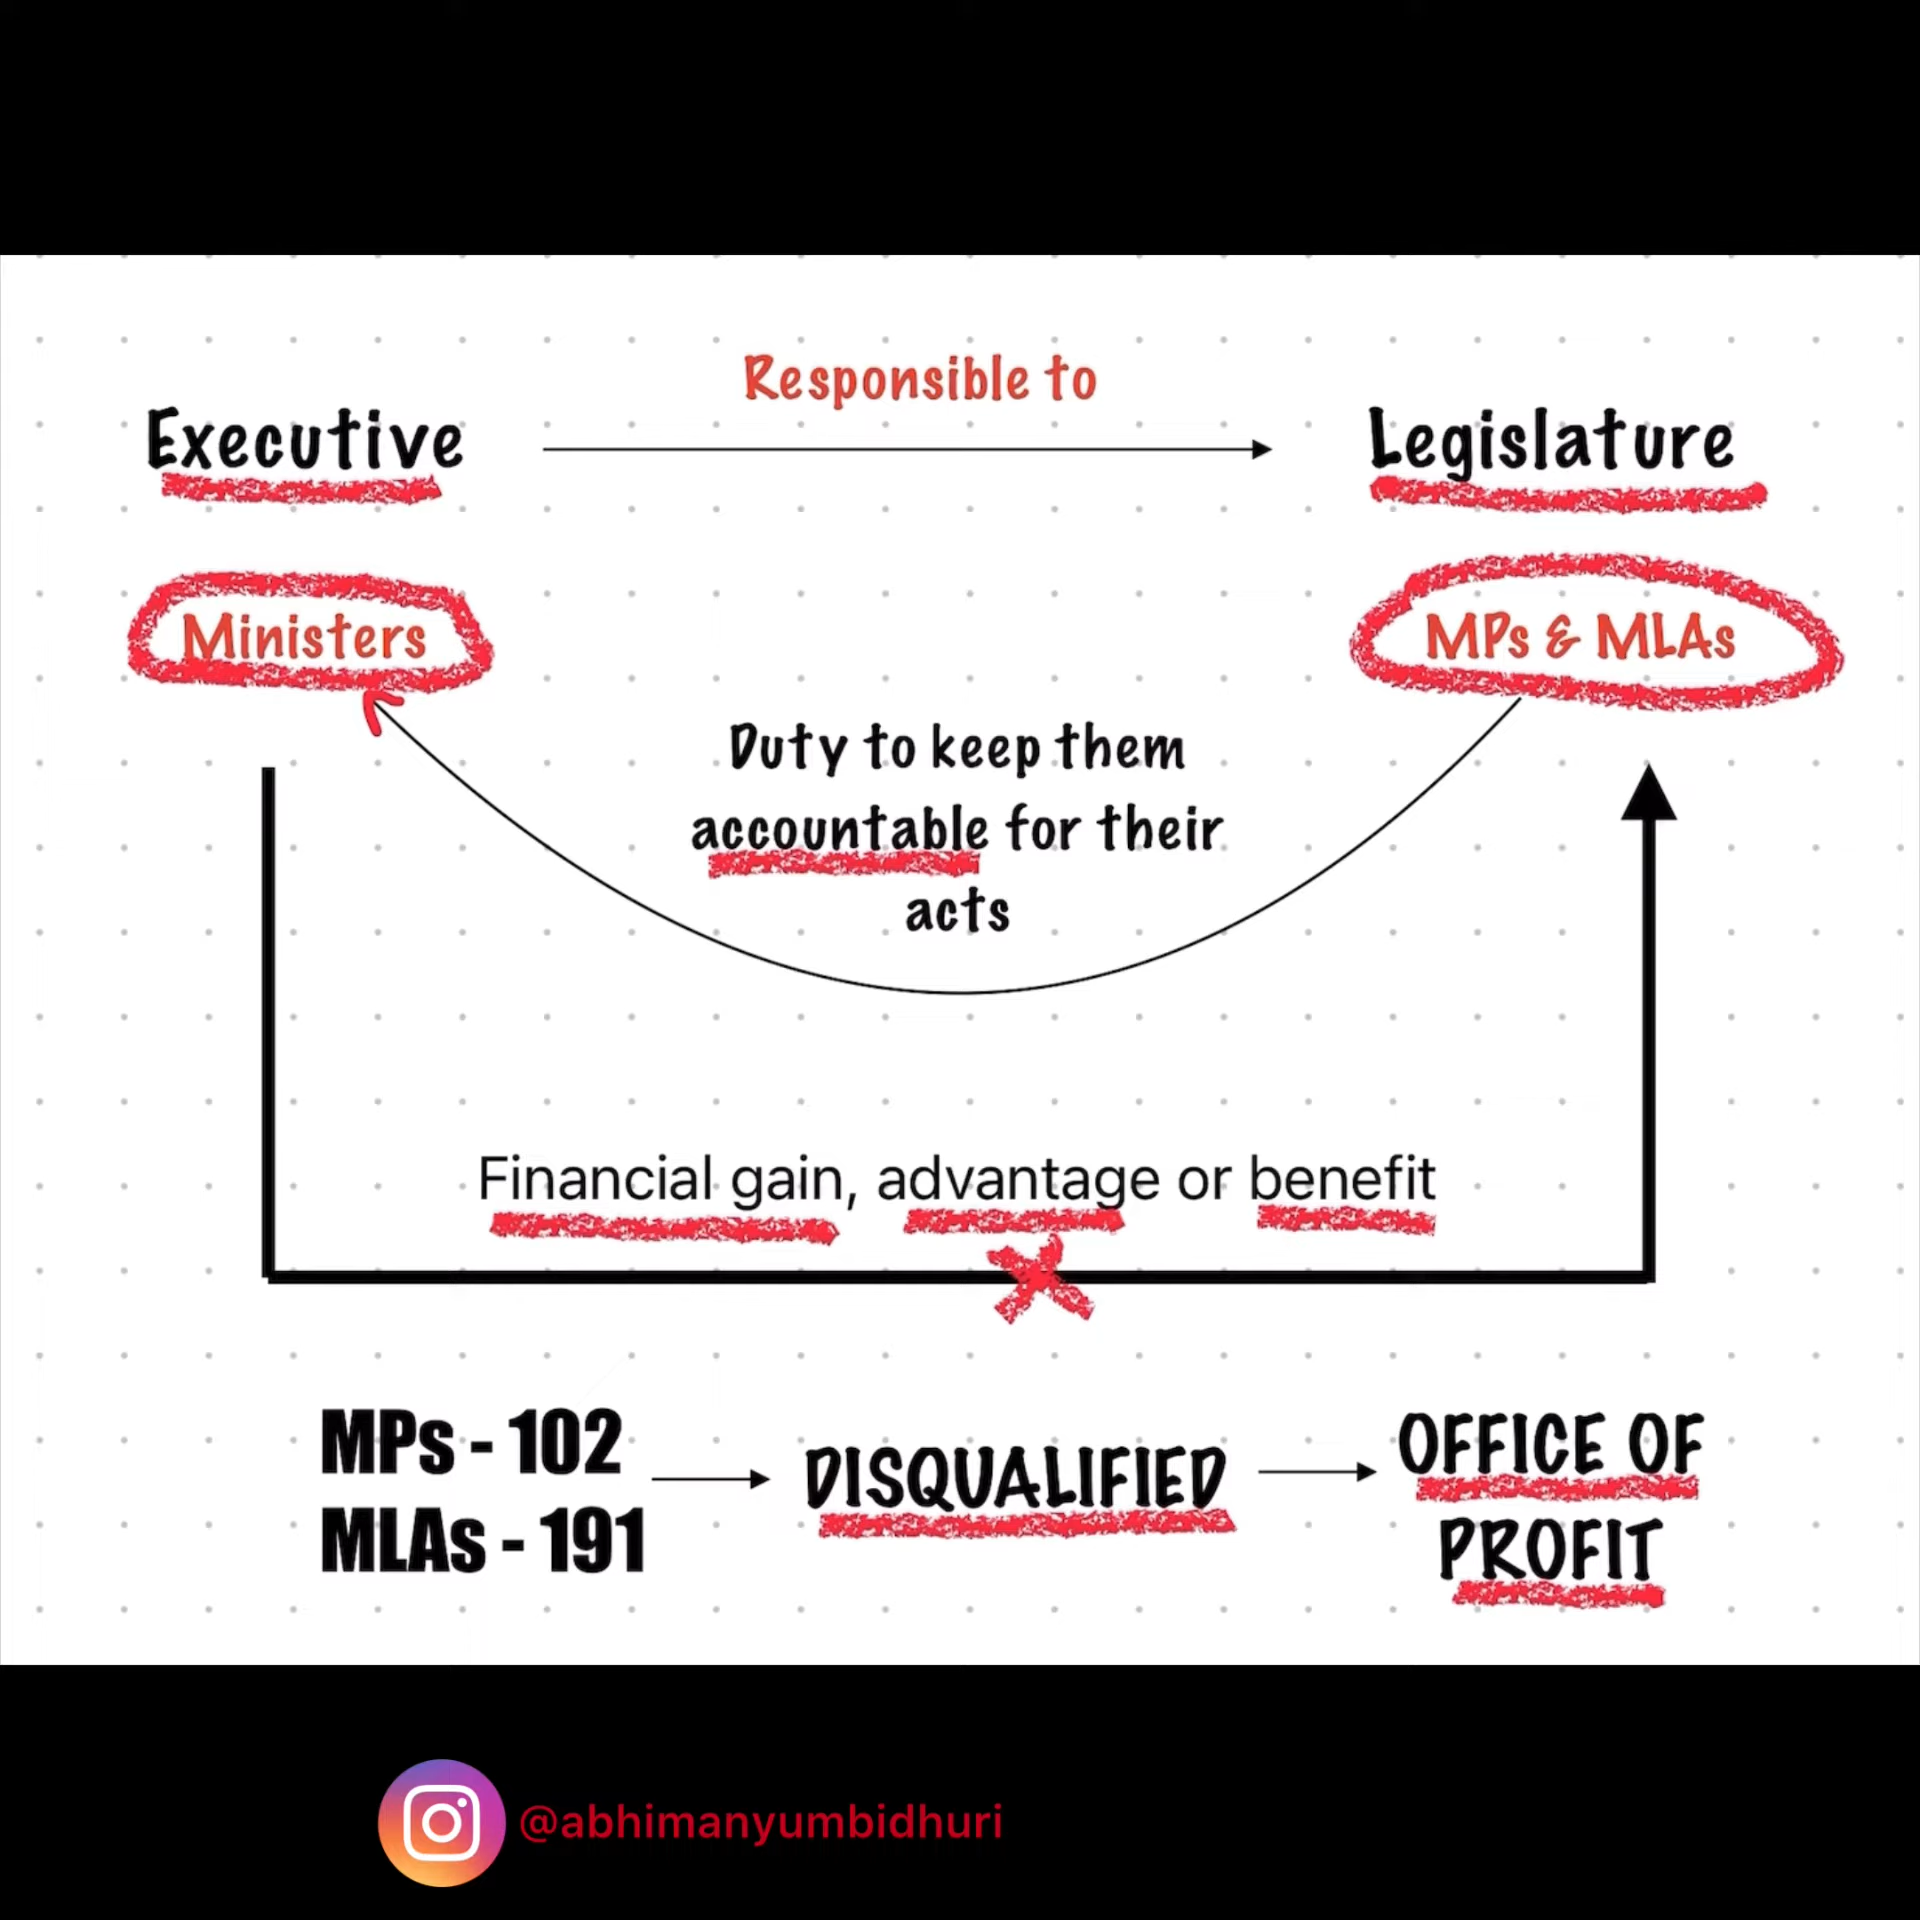 Responsible to
Executive
Legislature
Ministers
MPs & MLAs
Duty to keep them
accountable for their
acts
Financial gain, advantage or benefit
MPs - 102
MLAs - 191
DISQUALIFIED
OFFICE OF
PROFIT
@abhimanyumbidhuri